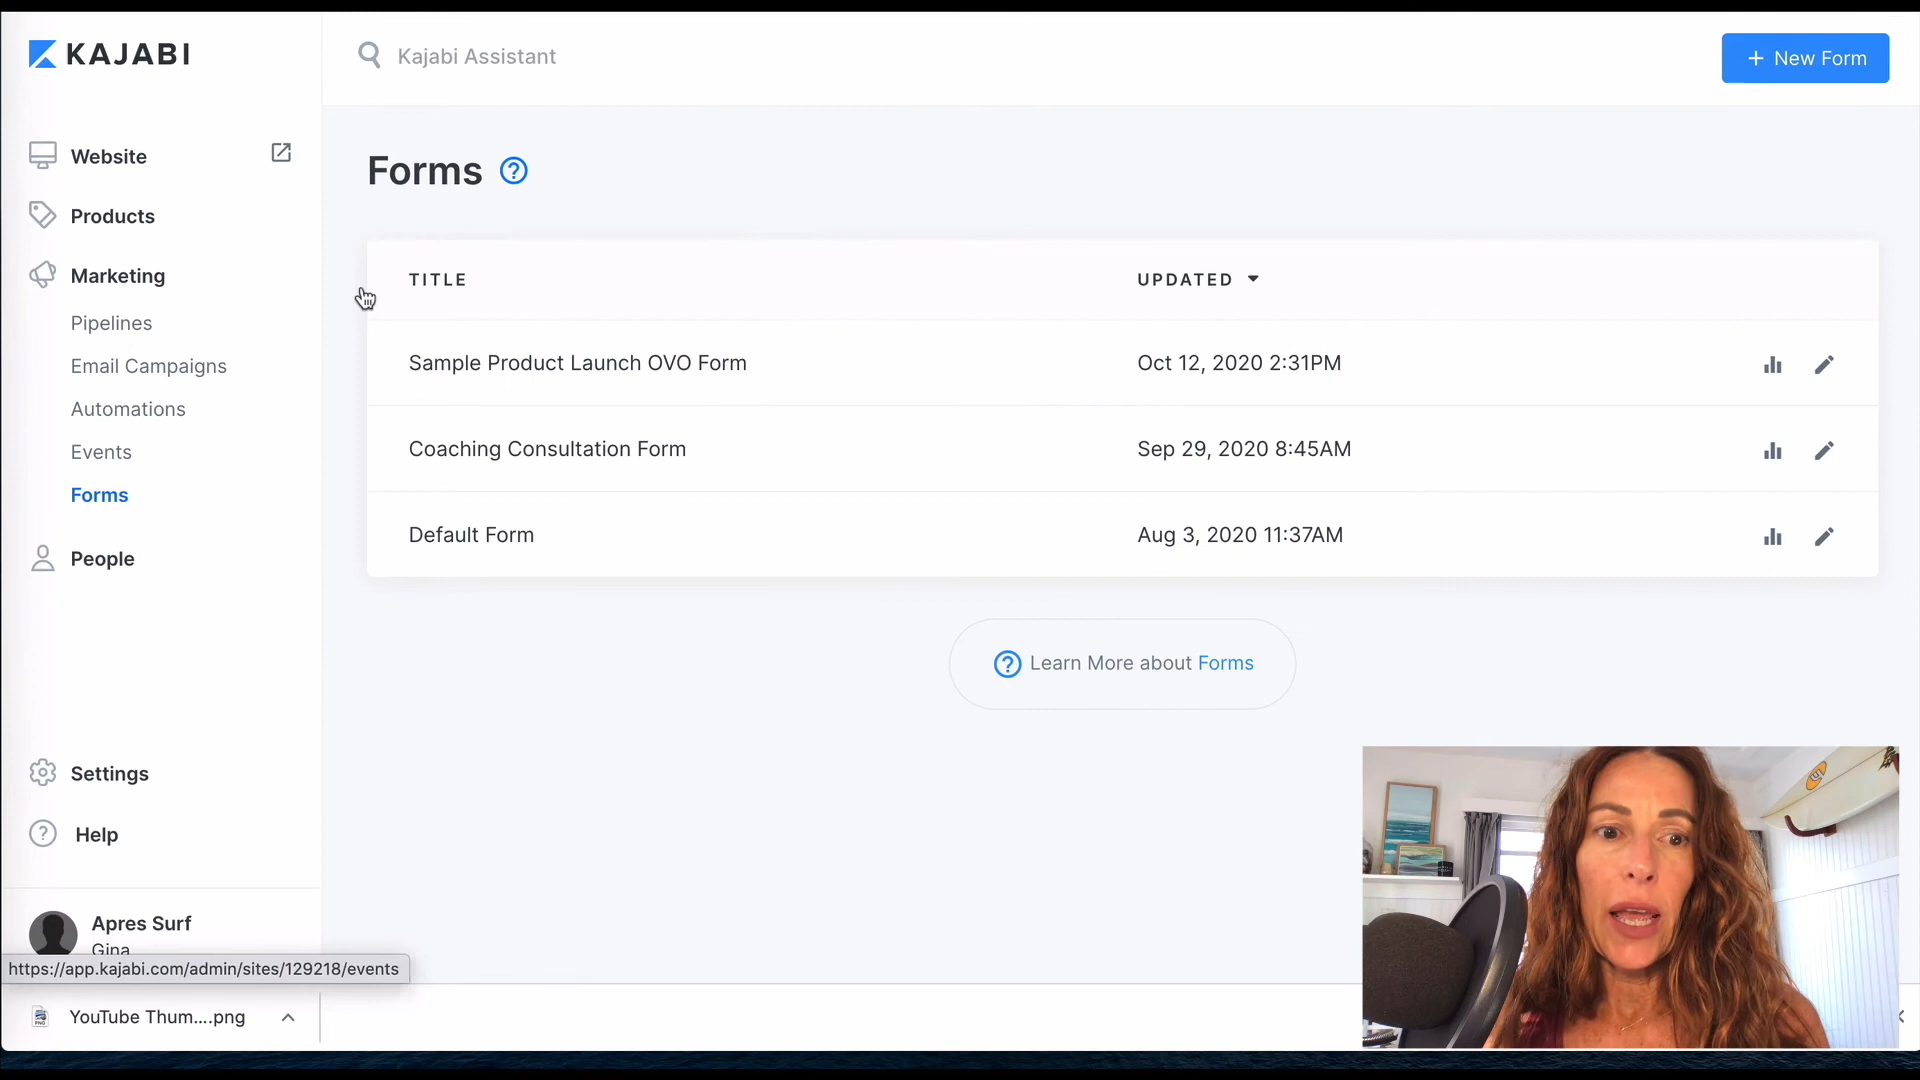 KAJABI
Kajabi Assistant
+ New Form
Website
Products
Marketing
Pipelines
Email Campaigns
Automations
Events
Forms
People
Settings
Help
Apres Surf
Gina
https://app.kajabi.com/admin/sites/129218/events
YouTube Thum....png
Forms ?
TITLE UPDATED
Sample Product Launch OVO Form Oct 12, 2020 2:31PM
Coaching Consultation Form Sep 29, 2020 8:45AM
Default Form Aug 3, 2020 11:37AM
? Learn More about Forms